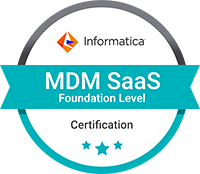 Informatica
MDM SaaS
Foundation Level
Certification